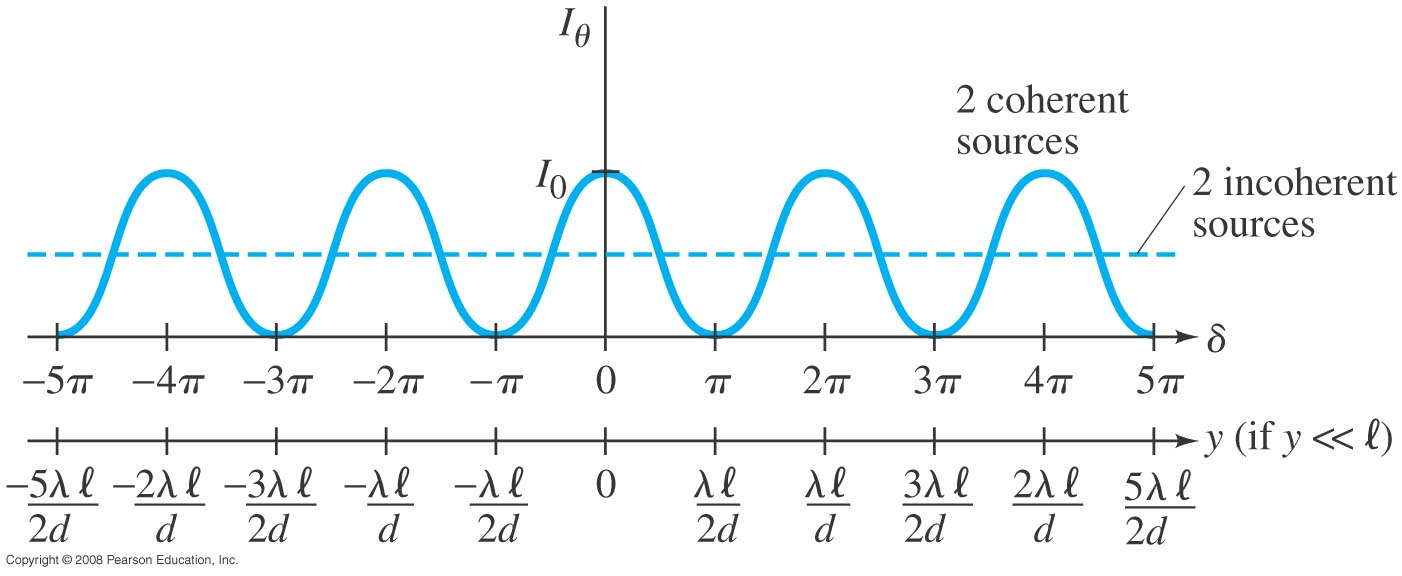 I_θ
2 coherent
sources
I₀
2 incoherent
sources
−5π −4π −3π −2π −π 0 π 2π 3π 4π 5π δ
y (if y << ℓ)
−5λℓ/2d −2λℓ/d −3λℓ/2d −λℓ/d −λℓ/2d 0 λℓ/2d λℓ/d 3λℓ/2d 2λℓ/d 5λℓ/2d
Copyright © 2008 Pearson Education, Inc.